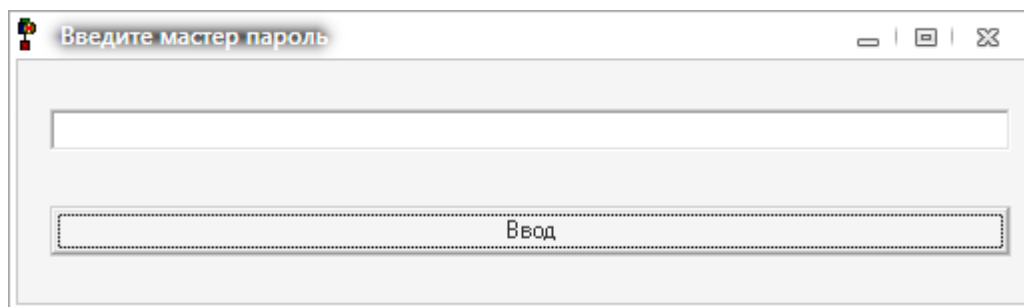 Введите мастер пароль
Ввод